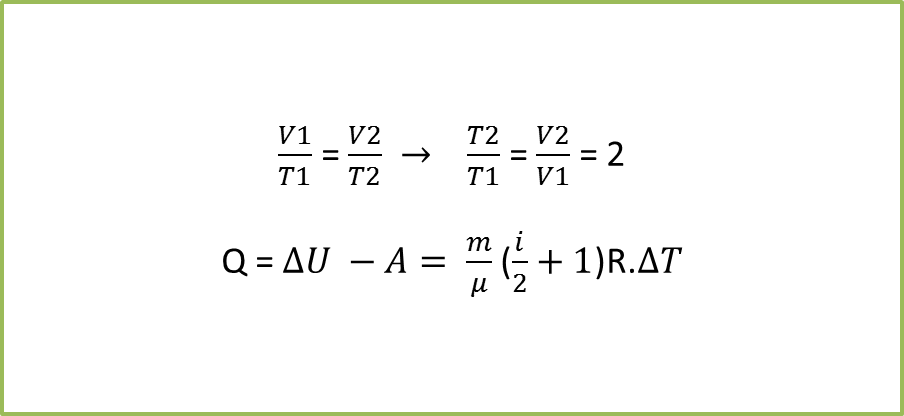 V1/T1 = V2/T2 → T2/T1 = V2/V1 = 2
Q = ΔU − A = m/μ (i/2 + 1)R.ΔT